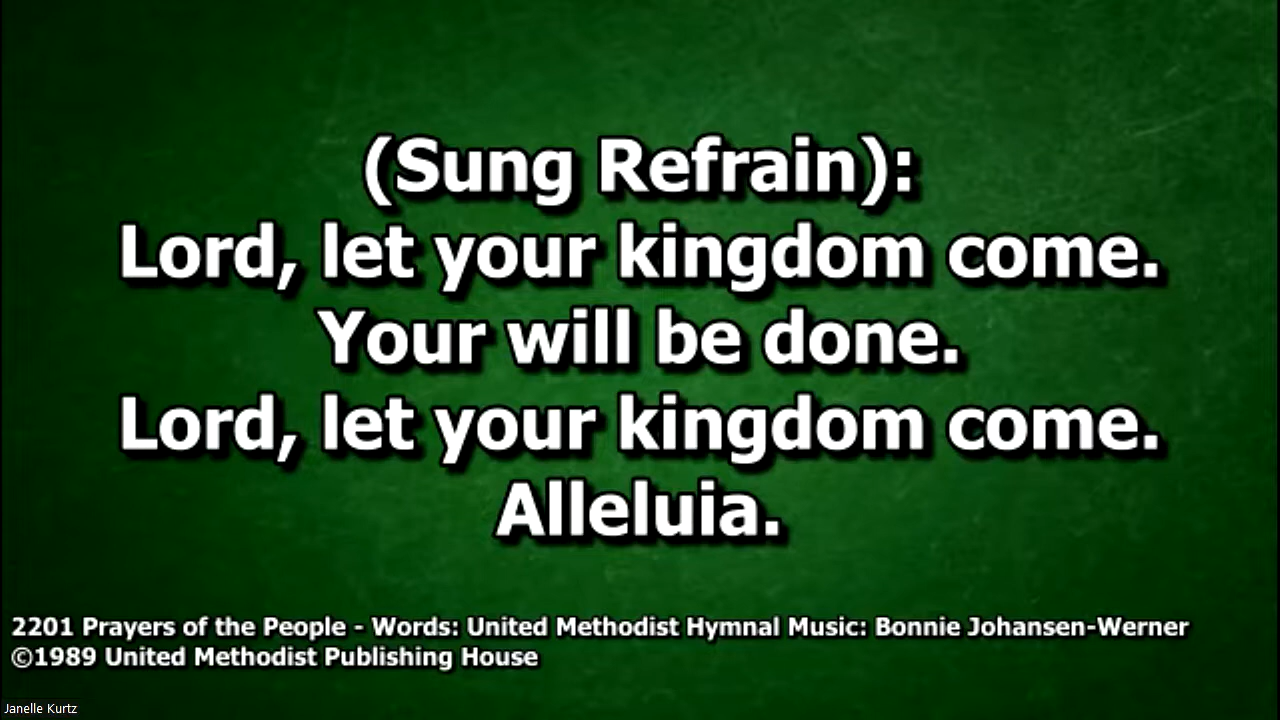 (Sung Refrain):
Lord, let your kingdom come.
Your will be done.
Lord, let your kingdom come.
Alleluia.
2201 Prayers of the People - Words: United Methodist Hymnal Music: Bonnie Johansen-Werner
©1989 United Methodist Publishing House
Janelle Kurtz